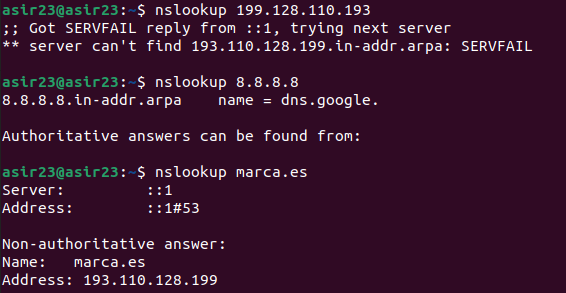 asir23@asir23:~$ nslookup 199.128.110.193
;; Got SERVFAIL reply from ::1, trying next server
** server can't find 193.110.128.199.in-addr.arpa: SERVFAIL
asir23@asir23:~$ nslookup 8.8.8.8
8.8.8.8.in-addr.arpa    name = dns.google.
Authoritative answers can be found from:
asir23@asir23:~$ nslookup marca.es
Server:         ::1
Address:        ::1#53
Non-authoritative answer:
Name:   marca.es
Address: 193.110.128.199